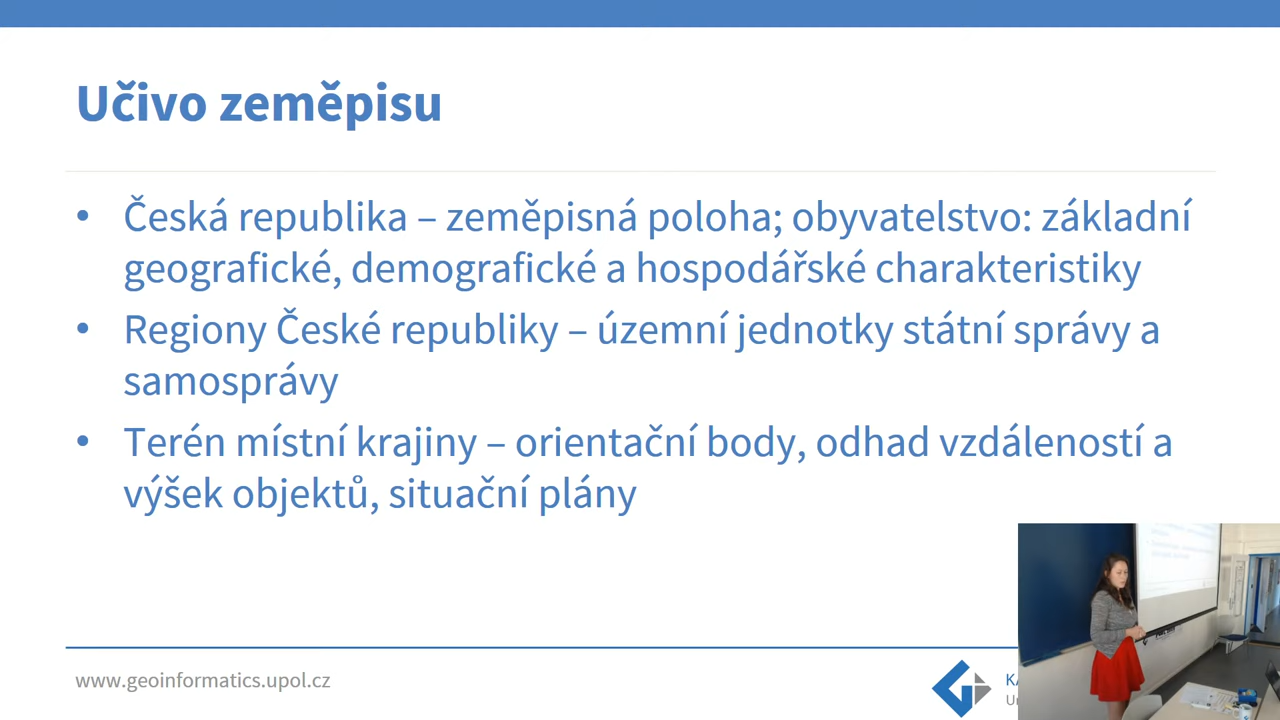 Učivo zeměpisu
• Česká republika – zeměpisná poloha; obyvatelstvo: základní
geografické, demografické a hospodářské charakteristiky
• Regiony České republiky – územní jednotky státní správy a
samosprávy
• Terén místní krajiny – orientační body, odhad vzdáleností a
výšek objektů, situační plány
www.geoinformatics.upol.cz